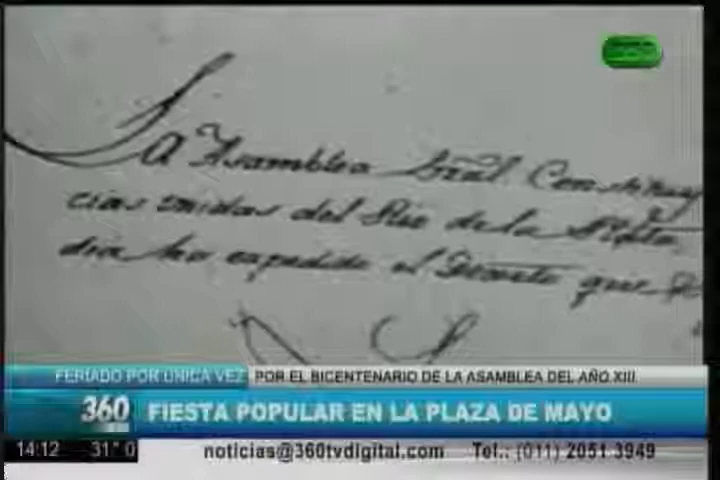 La Asamblea Gral. Constituy
cias unidas del Rio de la Plata
dia ha expedido el Decreto que
FERIADO POR ÚNICA VEZ POR EL BICENTENARIO DE LA ASAMBLEA DEL AÑO XIII
360 FIESTA POPULAR EN LA PLAZA DE MAYO
14:12 31° noticias@360tvdigital.com Tel.: (011) 2051 3949